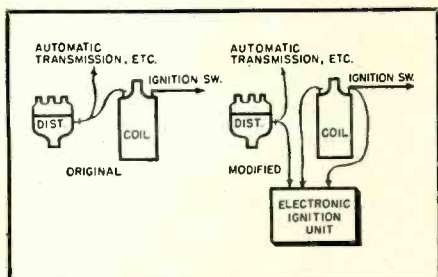 AUTOMATIC
TRANSMISSION, ETC.
IGNITION SW.
DIST.
COIL
ORIGINAL
AUTOMATIC
TRANSMISSION, ETC.
IGNITION SW.
DIST.
COIL
MODIFIED
ELECTRONIC
IGNITION
UNIT